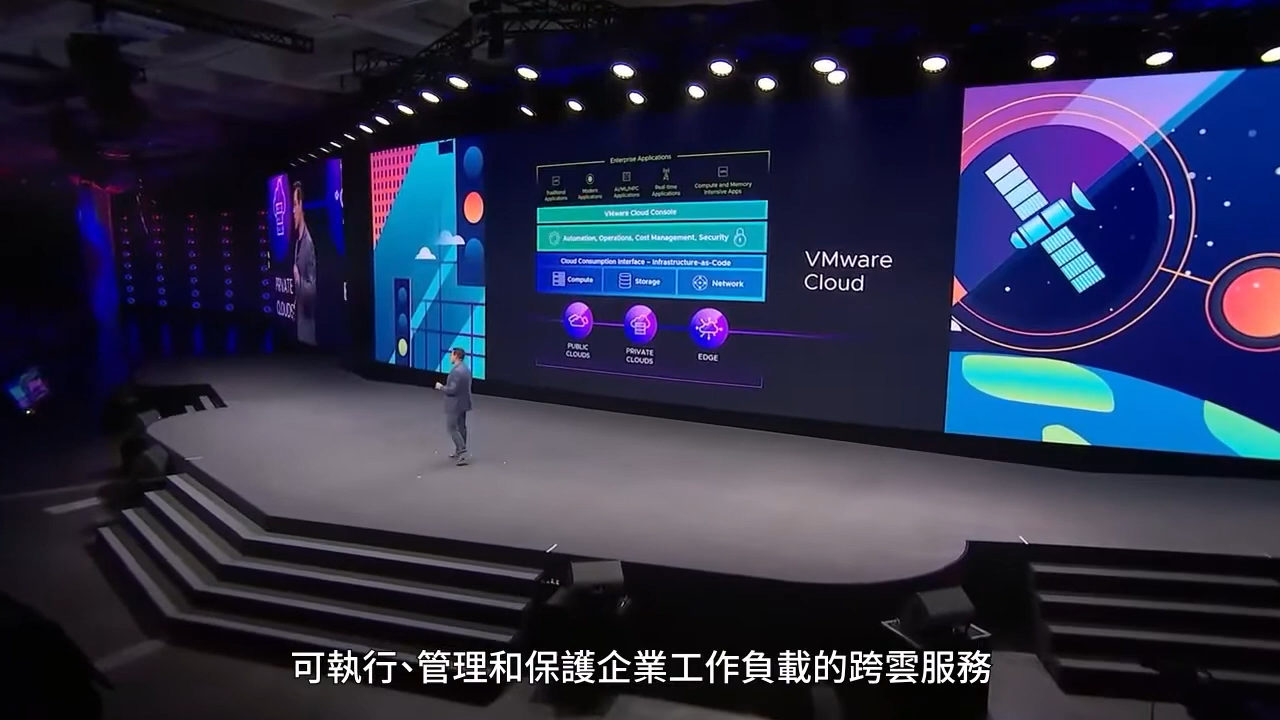 Enterprise Applications
Traditional Applications
Modern Applications
AI/ML/HPC Applications
Real-time Applications
Compute and Memory Intensive Apps
VMware Cloud Console
Automation, Operations, Cost Management, Security
Cloud Consumption Interface – Infrastructure-as-Code
Compute
Storage
Network
PUBLIC CLOUDS
PRIVATE CLOUDS
EDGE
VMware
Cloud
PRIVATE
CLOUDS
可執行、管理和保護企業工作負載的跨雲服務